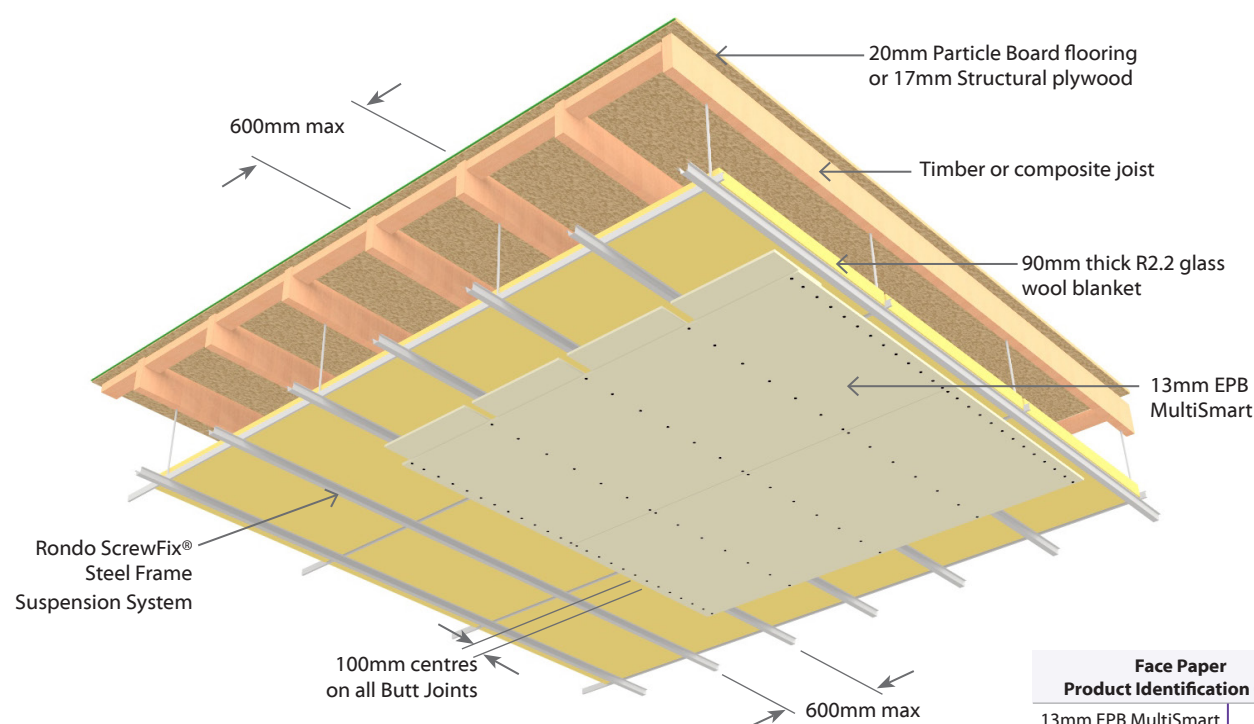 20mm Particle Board flooring
or 17mm Structural plywood
600mm max
Timber or composite joist
90mm thick R2.2 glass
wool blanket
13mm EPB
MultiSmart
Rondo ScrewFix®
Steel Frame
Suspension System
100mm centres
on all Butt Joints
600mm max
Face Paper
Product Identification
13mm EPB MultiSmart